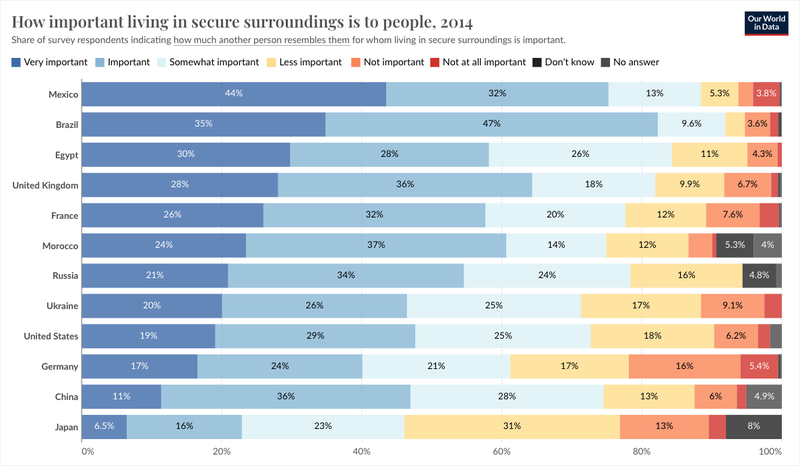 How important living in secure surroundings is to people, 2014
Our World
in Data
Share of survey respondents indicating how much another person resembles them for whom living in secure surroundings is important.
Very important Important Somewhat important Less important Not important Not at all important Don't know No answer
Mexico 44% 32% 13% 5.3% 3.8%
Brazil 35% 47% 9.6% 3.6%
Egypt 30% 28% 26% 11% 4.3%
United Kingdom 28% 36% 18% 9.9% 6.7%
France 26% 32% 20% 12% 7.6%
Morocco 24% 37% 14% 12% 5.3% 4%
Russia 21% 34% 24% 16% 4.8%
Ukraine 20% 26% 25% 17% 9.1%
United States 19% 29% 25% 18% 6.2%
Germany 17% 24% 21% 17% 16% 5.4%
China 11% 36% 28% 13% 6% 4.9%
Japan 6.5% 16% 23% 31% 13% 8%
0% 20% 40% 60% 80% 100%